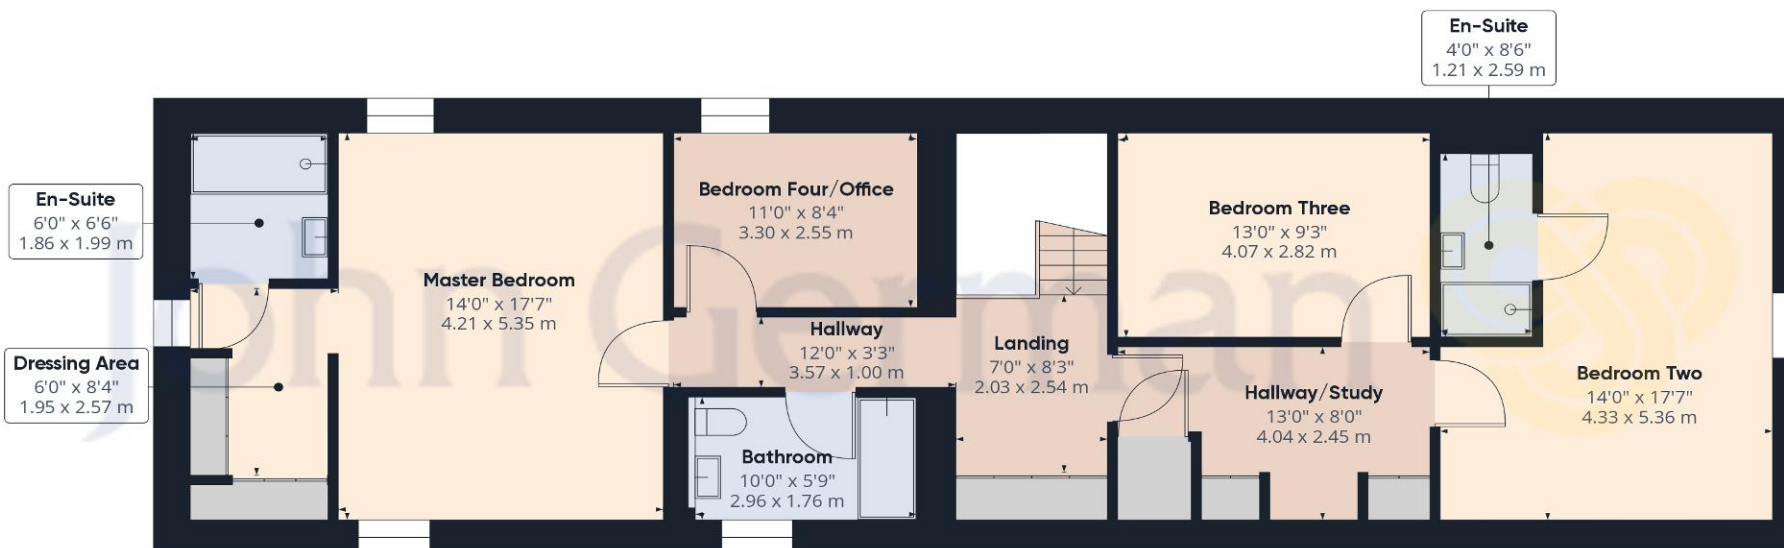 En-Suite
4'0" x 8'6"
1.21 x 2.59 m
En-Suite
6'0" x 6'6"
1.86 x 1.99 m
Dressing Area
6'0" x 8'4"
1.95 x 2.57 m
Master Bedroom
14'0" x 17'7"
4.21 x 5.35 m
Bedroom Four/Office
11'0" x 8'4"
3.30 x 2.55 m
Hallway
12'0" x 3'3"
3.57 x 1.00 m
Bathroom
10'0" x 5'9"
2.96 x 1.76 m
Landing
7'0" x 8'3"
2.03 x 2.54 m
Bedroom Three
13'0" x 9'3"
4.07 x 2.82 m
Hallway/Study
13'0" x 8'0"
4.04 x 2.45 m
Bedroom Two
14'0" x 17'7"
4.33 x 5.36 m
John German